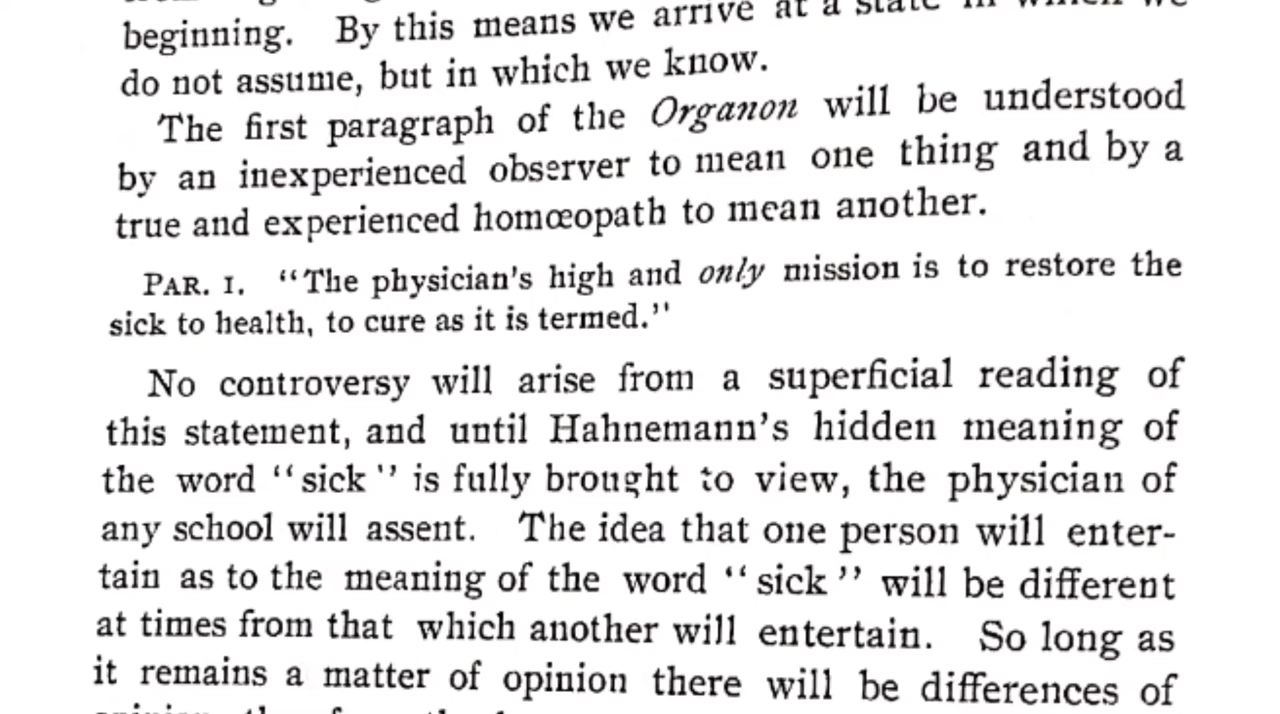 beginning. By this means we arrive at a state in which we
do not assume, but in which we know.
The first paragraph of the Organon will be understood
by an inexperienced observer to mean one thing and by a
true and experienced homœopath to mean another.
PAR. 1. “The physician’s high and only mission is to restore the
sick to health, to cure as it is termed.”
No controversy will arise from a superficial reading of
this statement, and until Hahnemann’s hidden meaning of
the word “sick” is fully brought to view, the physician of
any school will assent. The idea that one person will enter-
tain as to the meaning of the word “sick” will be different
at times from that which another will entertain. So long as
it remains a matter of opinion there will be differences of